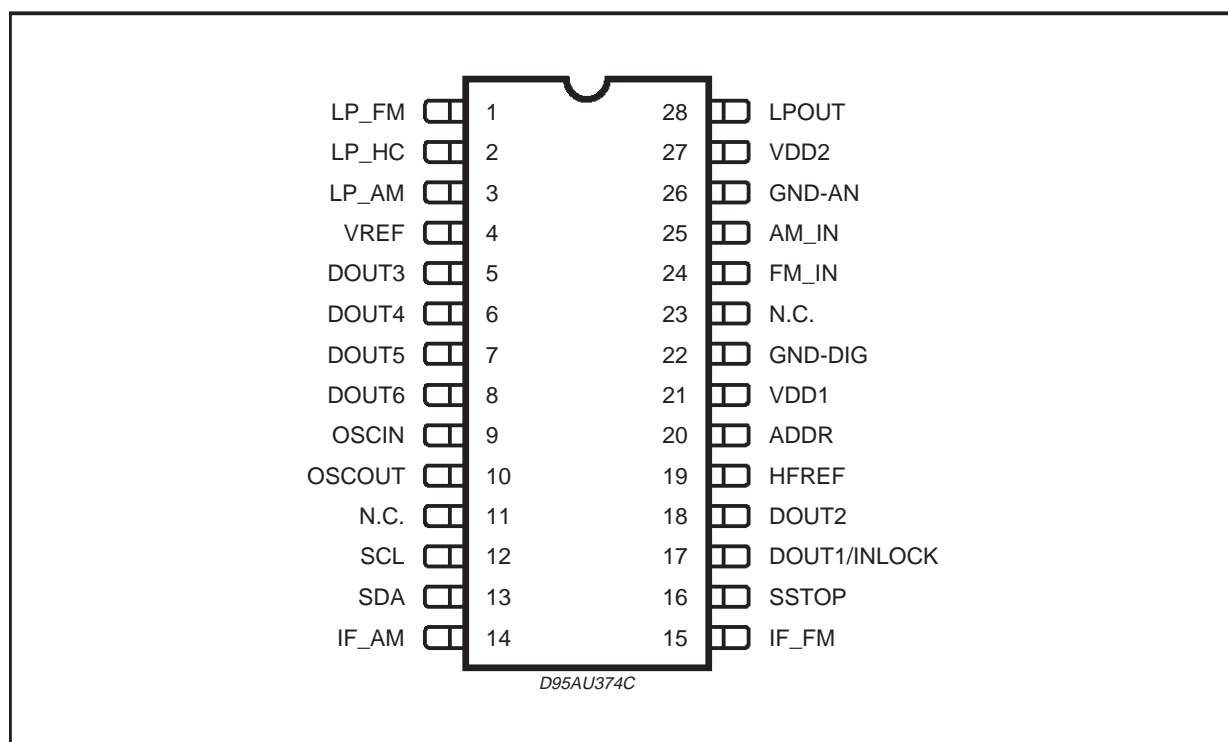 LP_FM 1 28 LPOUT
LP_HC 2 27 VDD2
LP_AM 3 26 GND-AN
VREF 4 25 AM_IN
DOUT3 5 24 FM_IN
DOUT4 6 23 N.C.
DOUT5 7 22 GND-DIG
DOUT6 8 21 VDD1
OSCIN 9 20 ADDR
OSCOUT 10 19 HFREF
N.C. 11 18 DOUT2
SCL 12 17 DOUT1/INLOCK
SDA 13 16 SSTOP
IF_AM 14 15 IF_FM
D95AU374C